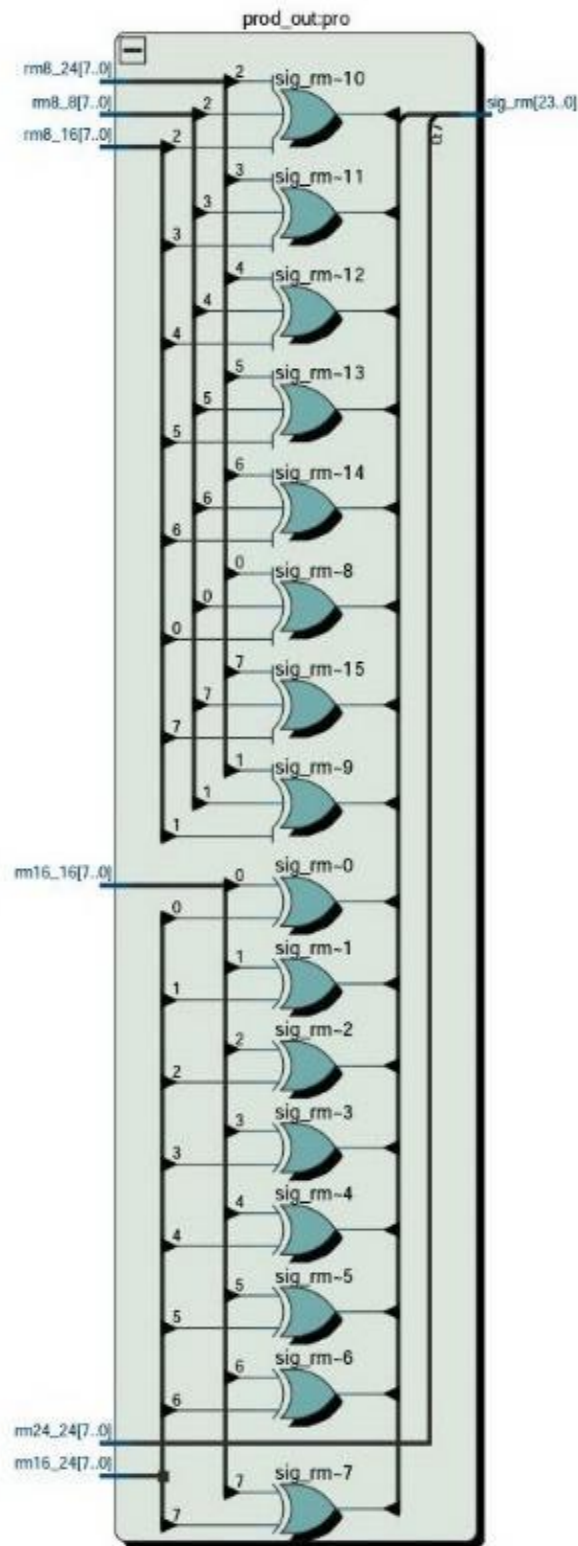 prod_out:pro
rm8_24[7..0]
2
sig_rm~10
rm8_8[7..0]
2
sig_rm[23..0]
rm8_16[7..0]
2
7:0
3
sig_rm~11
3
3
4
sig_rm~12
4
4
5
sig_rm~13
5
5
6
sig_rm~14
6
6
0
sig_rm~8
0
0
7
sig_rm~15
7
7
1
sig_rm~9
1
1
rm16_16[7..0]
0
sig_rm~0
0
1
sig_rm~1
1
2
sig_rm~2
2
3
sig_rm~3
3
4
sig_rm~4
4
5
sig_rm~5
5
6
sig_rm~6
6
rm24_24[7..0]
rm16_24[7..0]
7
sig_rm~7
7